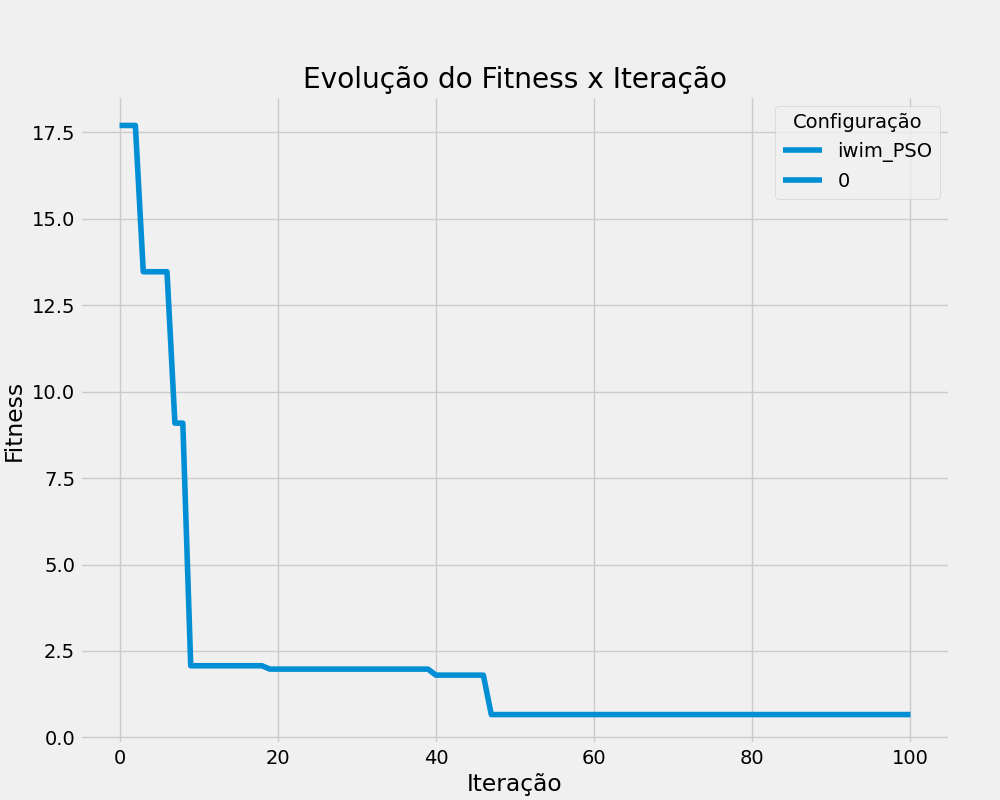 Evolução do Fitness x Iteração
Configuração
iwim_PSO
0
Fitness
17.5
15.0
12.5
10.0
7.5
5.0
2.5
0.0
0 20 40 60 80 100
Iteração